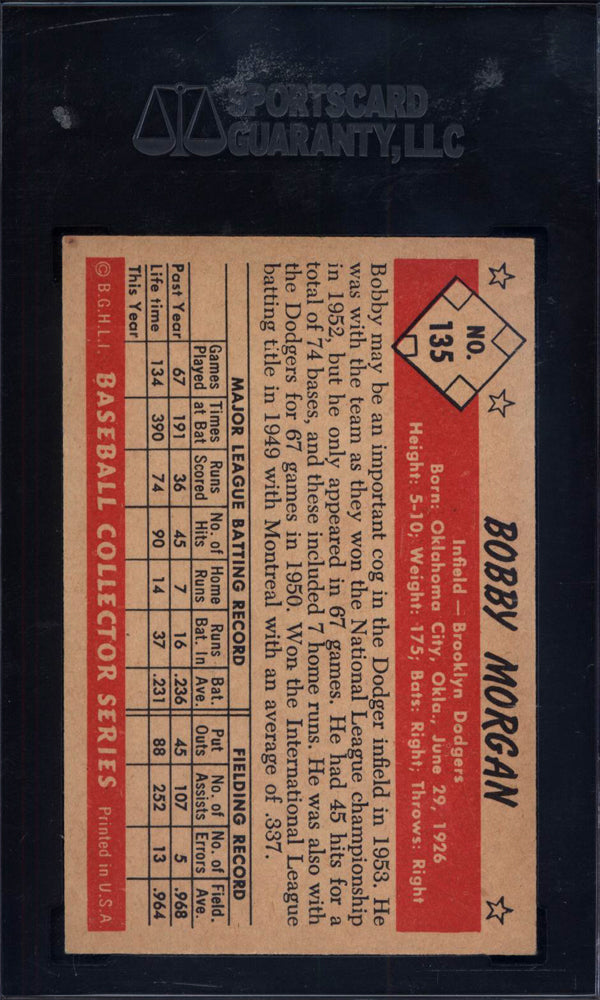 SPORTSCARD
GUARANTY, LLC
NO.
135
BOBBY MORGAN
Infield — Brooklyn Dodgers
Born: Oklahoma City, Okla., June 29, 1926
Height: 5-10; Weight: 175; Bats: Right; Throws: Right
Bobby may be an important cog in the Dodger infield in 1953. He
was with the team as they won the National League championship
in 1952, but he only appeared in 67 games. He had 45 hits for a
total of 74 bases, and these included 7 home runs. He was also with
the Dodgers for 67 games in 1950. Won the International League
batting title in 1949 with Montreal with an average of .337.
MAJOR LEAGUE BATTING RECORD FIELDING RECORD
Games Times Runs No. of Home Runs Bat. Put No. of No. of Field.
Played at Bat Scored Hits Runs Bat. In Ave. Outs Assists Errors Ave.
Past Year 67 191 36 45 7 16 .236 45 107 5 .968
Life time 134 390 74 90 14 37 .231 88 252 13 .964
This Year
© B.G.H.L.I. BASEBALL COLLECTOR SERIES Printed in U.S.A